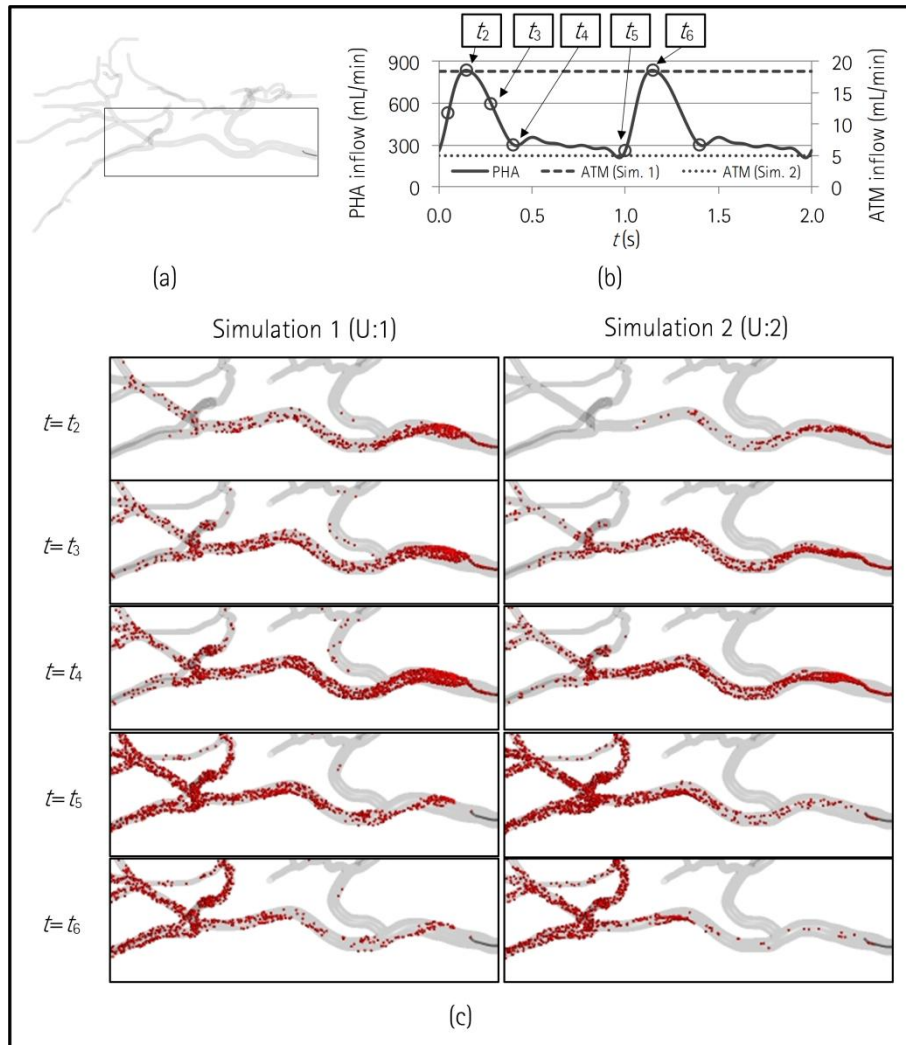 (a)
t2
t3
t4
t5
t6
PHA inflow (mL/min)
900
600
300
0
ATM inflow (mL/min)
20
15
10
5
0
PHA
ATM (Sim. 1)
ATM (Sim. 2)
0.0
0.5
1.0
1.5
2.0
t(s)
(b)
Simulation 1 (U:1)
Simulation 2 (U:2)
t= t2
t= t3
t= t4
t= t5
t= t6
(c)